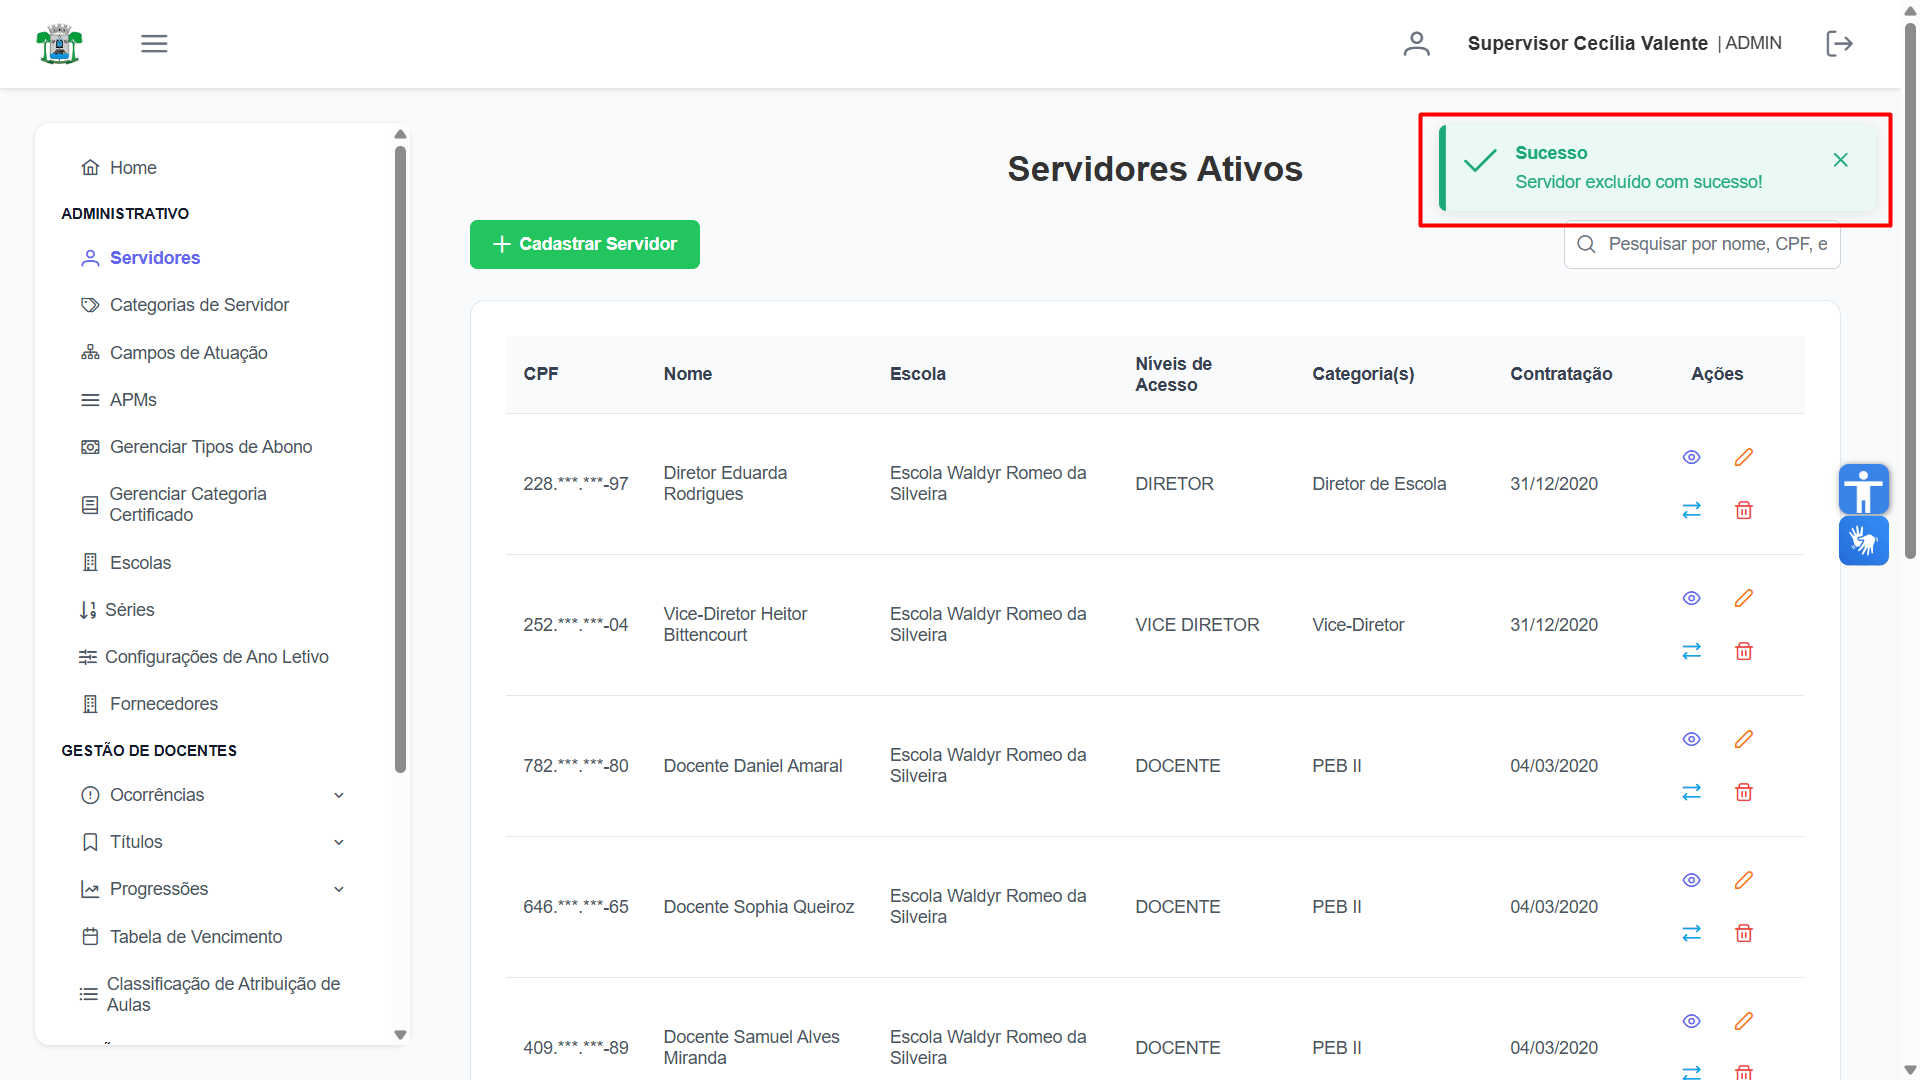 Supervisor Cecília Valente | ADMIN
Home
ADMINISTRATIVO
Servidores
Categorias de Servidor
Campos de Atuação
APMs
Gerenciar Tipos de Abono
Gerenciar Categoria
Certificado
Escolas
Séries
Configurações de Ano Letivo
Fornecedores
GESTÃO DE DOCENTES
Ocorrências
Títulos
Progressões
Tabela de Vencimento
Classificação de Atribuição de
Aulas
Servidores Ativos
Sucesso
Servidor excluído com sucesso!
Cadastrar Servidor
Pesquisar por nome, CPF, e
CPF Nome Escola Níveis de Acesso Categoria(s) Contratação Ações
228.***.***-97 Diretor Eduarda Rodrigues Escola Waldyr Romeo da Silveira DIRETOR Diretor de Escola 31/12/2020
252.***.***-04 Vice-Diretor Heitor Bittencourt Escola Waldyr Romeo da Silveira VICE DIRETOR Vice-Diretor 31/12/2020
782.***.***-80 Docente Daniel Amaral Escola Waldyr Romeo da Silveira DOCENTE PEB II 04/03/2020
646.***.***-65 Docente Sophia Queiroz Escola Waldyr Romeo da Silveira DOCENTE PEB II 04/03/2020
409.***.***-89 Docente Samuel Alves Miranda Escola Waldyr Romeo da Silveira DOCENTE PEB II 04/03/2020